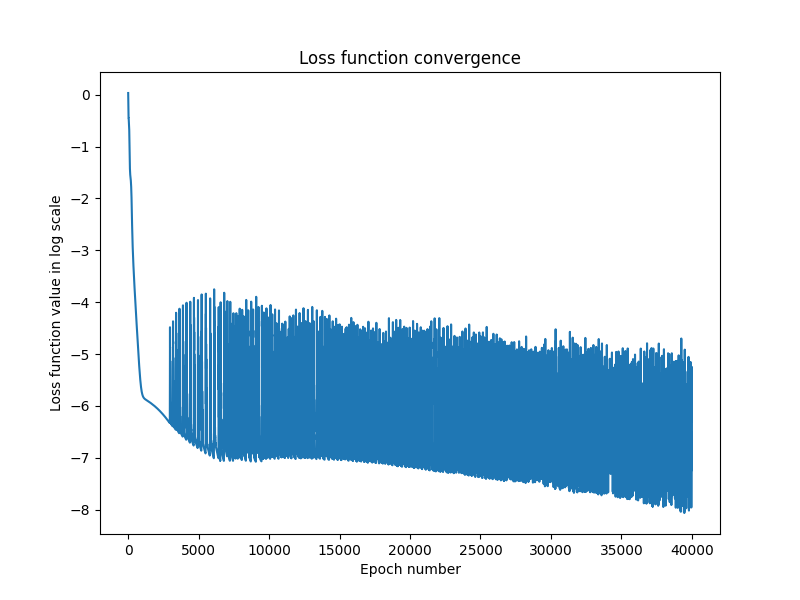 Loss function convergence
Loss function value in log scale
0
−1
−2
−3
−4
−5
−6
−7
−8
0 5000 10000 15000 20000 25000 30000 35000 40000
Epoch number